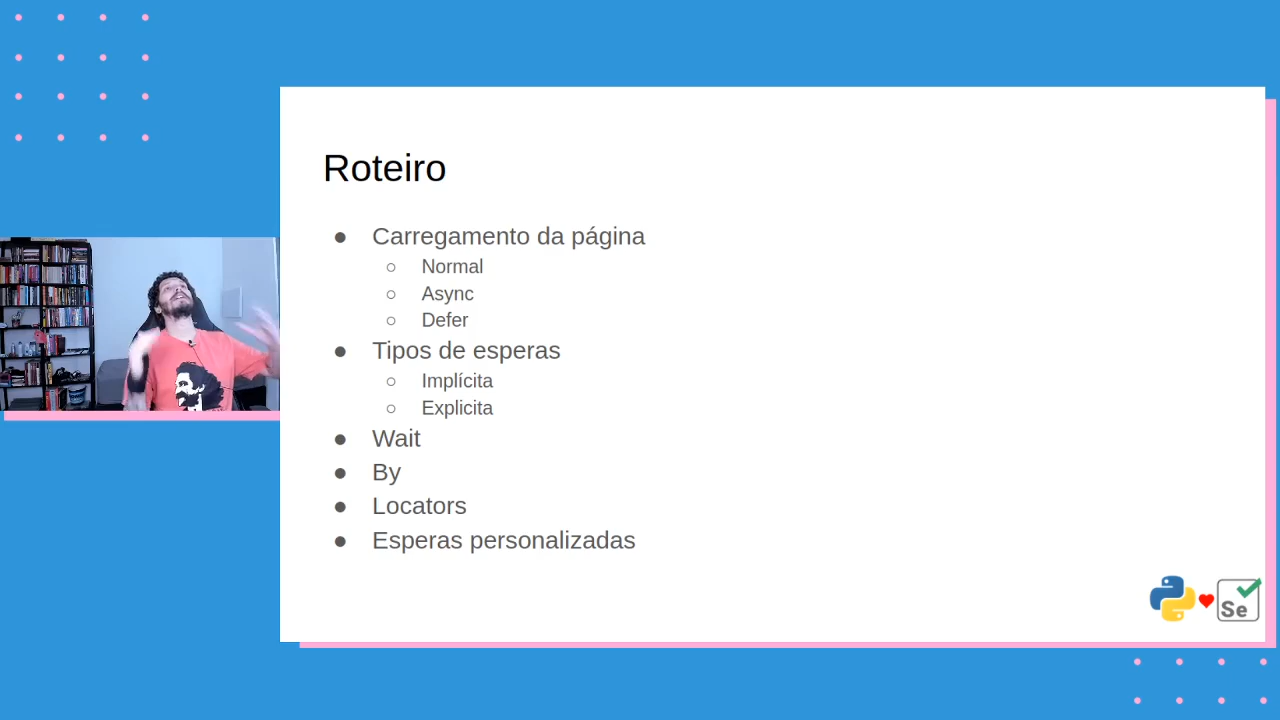 Roteiro
● Carregamento da página
○ Normal
○ Async
○ Defer
● Tipos de esperas
○ Implícita
○ Explicita
● Wait
● By
● Locators
● Esperas personalizadas
Se